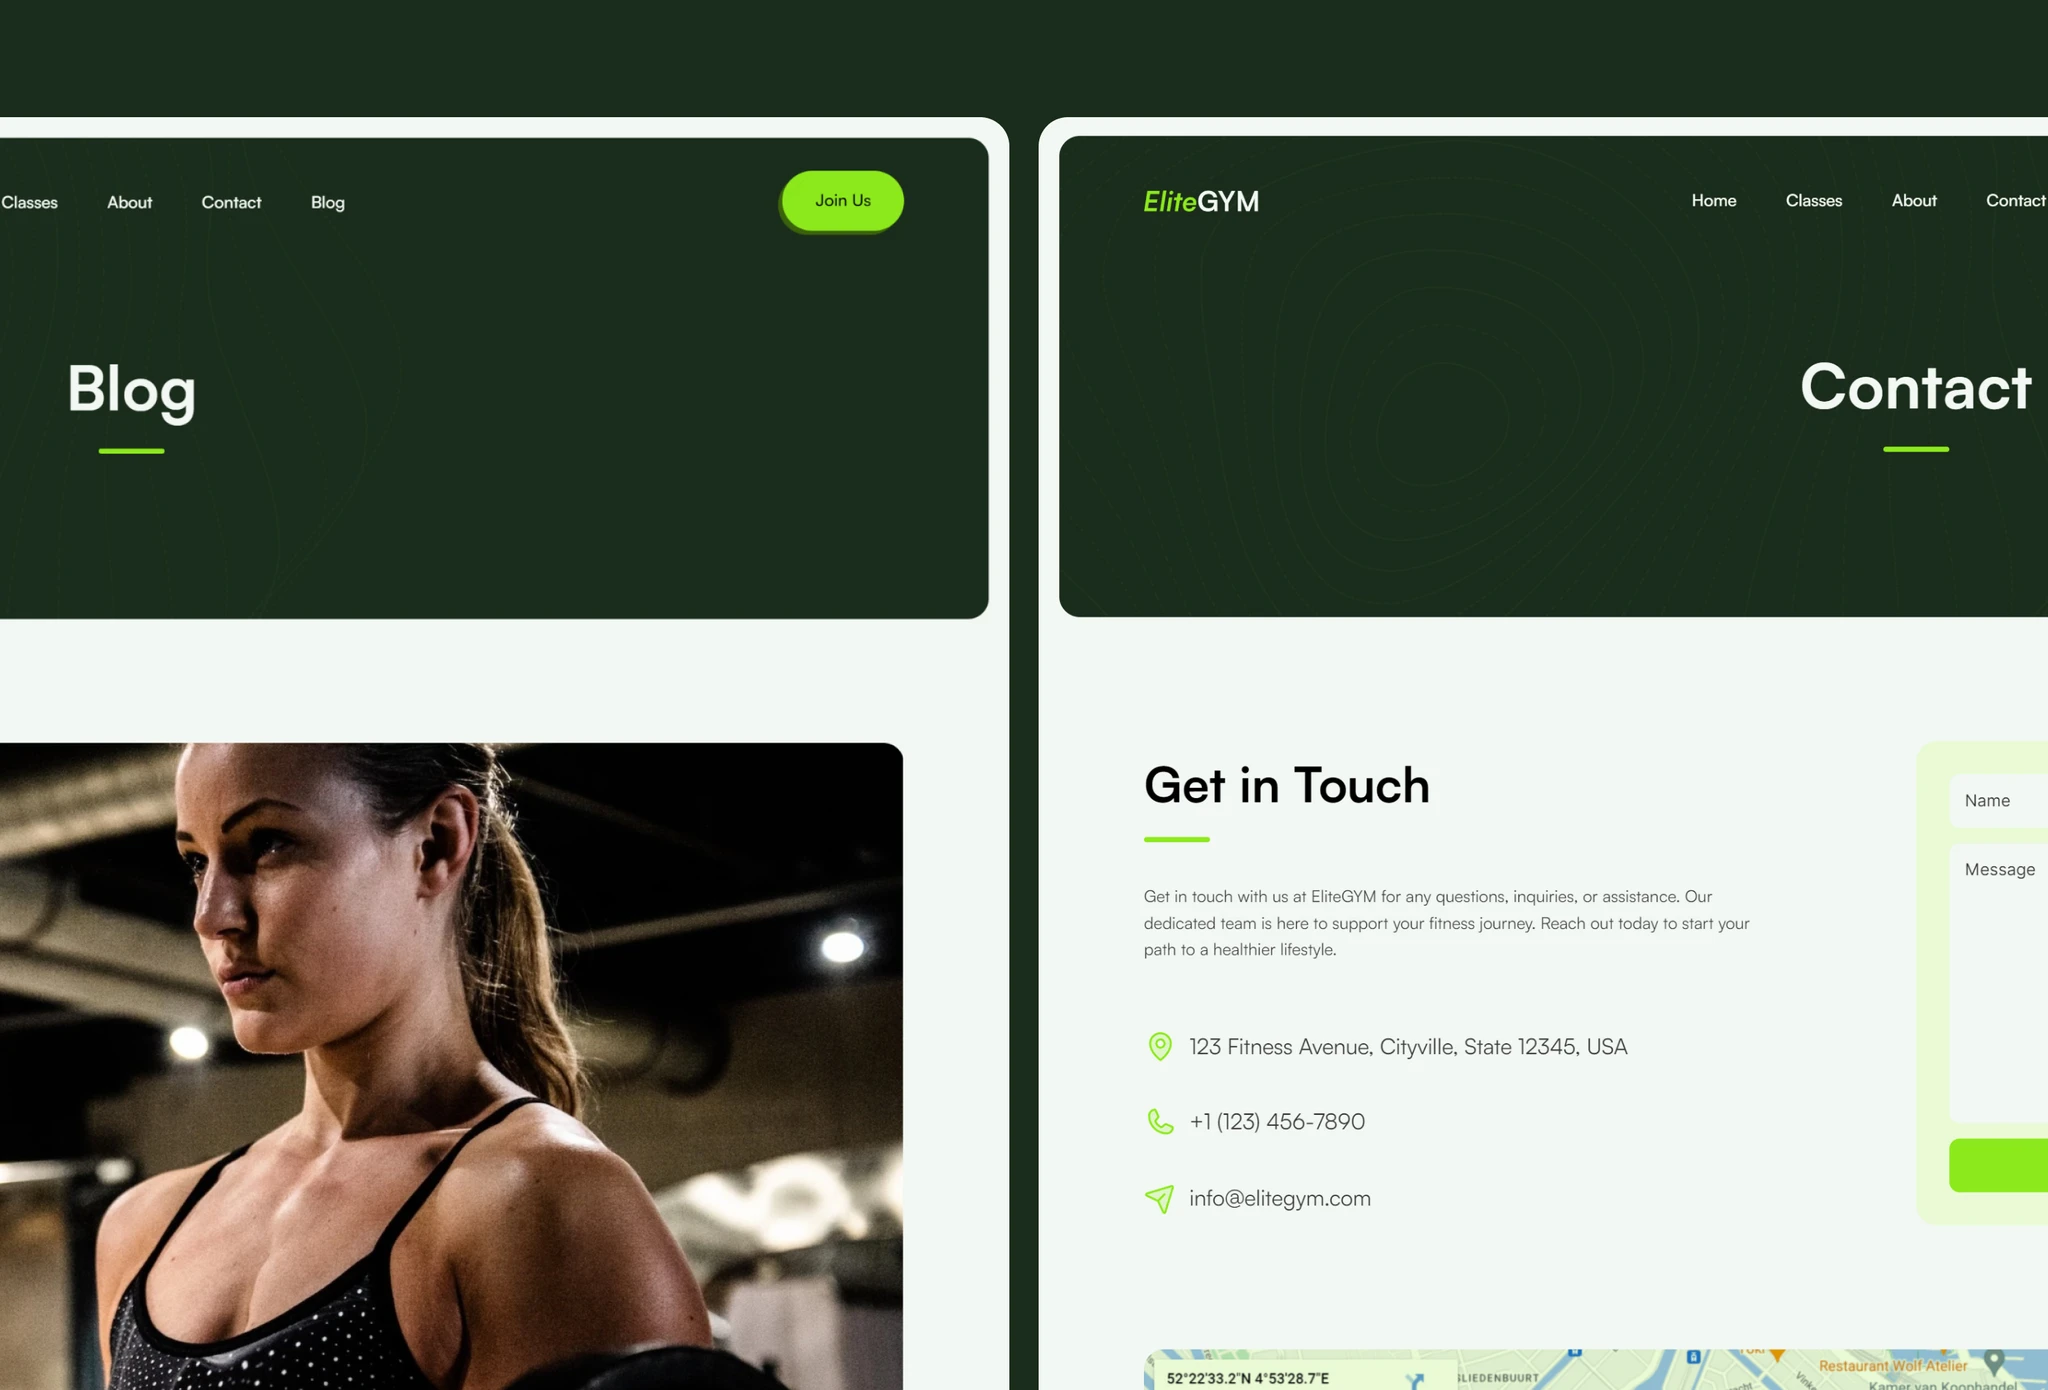 Classes About Contact Blog
Join Us
Blog
EliteGYM
Home Classes About Contact
Contact
Get in Touch
Get in touch with us at EliteGYM for any questions, inquiries, or assistance. Our
dedicated team is here to support your fitness journey. Reach out today to start your
path to a healthier lifestyle.
123 Fitness Avenue, Cityville, State 12345, USA
+1 (123) 456-7890
info@elitegym.com
Name
Message
52°22'33.2"N 4°53'28.7"E
SLIEDENBUURT
Restaurant Wolf Atelier
Kamer van Koophandel